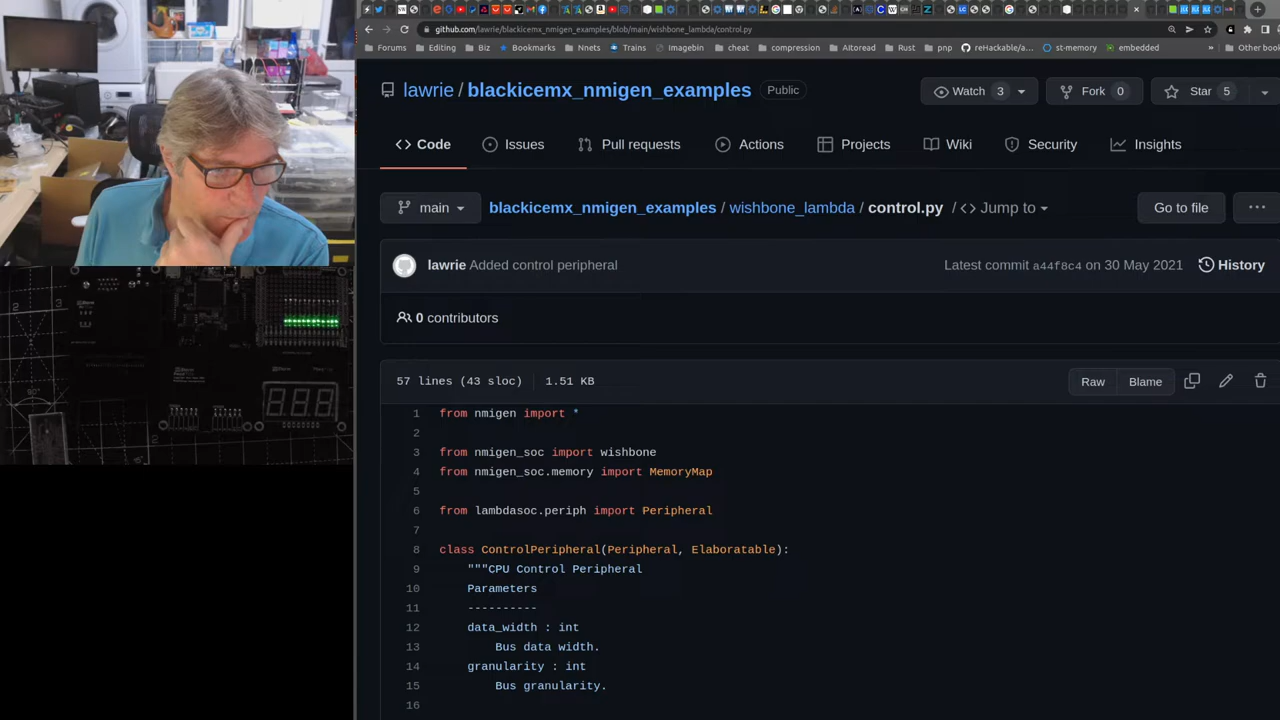 github.com/lawrie/blackicemx_nmigen_examples/blob/main/wishbone_lambda/control.py
Forums Editing Biz Bookmarks Nnets Trains Imagebin cheat compression AItoread Rust pnp rehackable/a... st-memory embedded » Other book
lawrie / blackicemx_nmigen_examples Public
Watch 3 Fork 0 Star 5
Code Issues Pull requests Actions Projects Wiki Security Insights
main blackicemx_nmigen_examples / wishbone_lambda / control.py / <> Jump to Go to file ...
lawrie Added control peripheral Latest commit a44f8c4 on 30 May 2021 History
0 contributors
57 lines (43 sloc) 1.51 KB Raw Blame
1 from nmigen import *
2
3 from nmigen_soc import wishbone
4 from nmigen_soc.memory import MemoryMap
5
6 from lambdasoc.periph import Peripheral
7
8 class ControlPeripheral(Peripheral, Elaboratable):
9 """CPU Control Peripheral
10 Parameters
11 ----------
12 data_width : int
13 Bus data width.
14 granularity : int
15 Bus granularity.
16